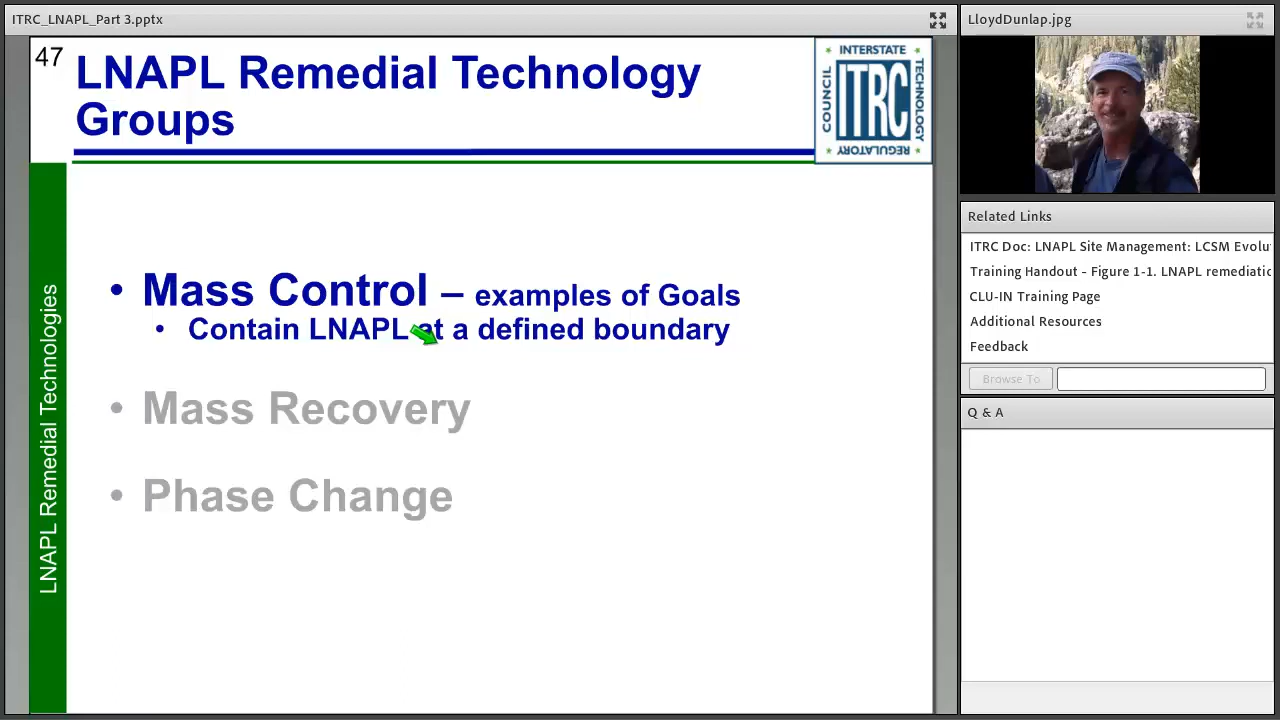 ITRC_LNAPL_Part 3.pptx
47
LNAPL Remedial Technology
Groups
INTERSTATE
COUNCIL
ITRC
TECHNOLOGY
REGULATORY
LNAPL Remedial Technologies
• Mass Control – examples of Goals
• Contain LNAPL at a defined boundary
• Mass Recovery
• Phase Change
LloydDunlap.jpg
Related Links
ITRC Doc: LNAPL Site Management: LCSM Evolu
Training Handout - Figure 1-1. LNAPL remediatic
CLU-IN Training Page
Additional Resources
Feedback
Browse To
Q & A